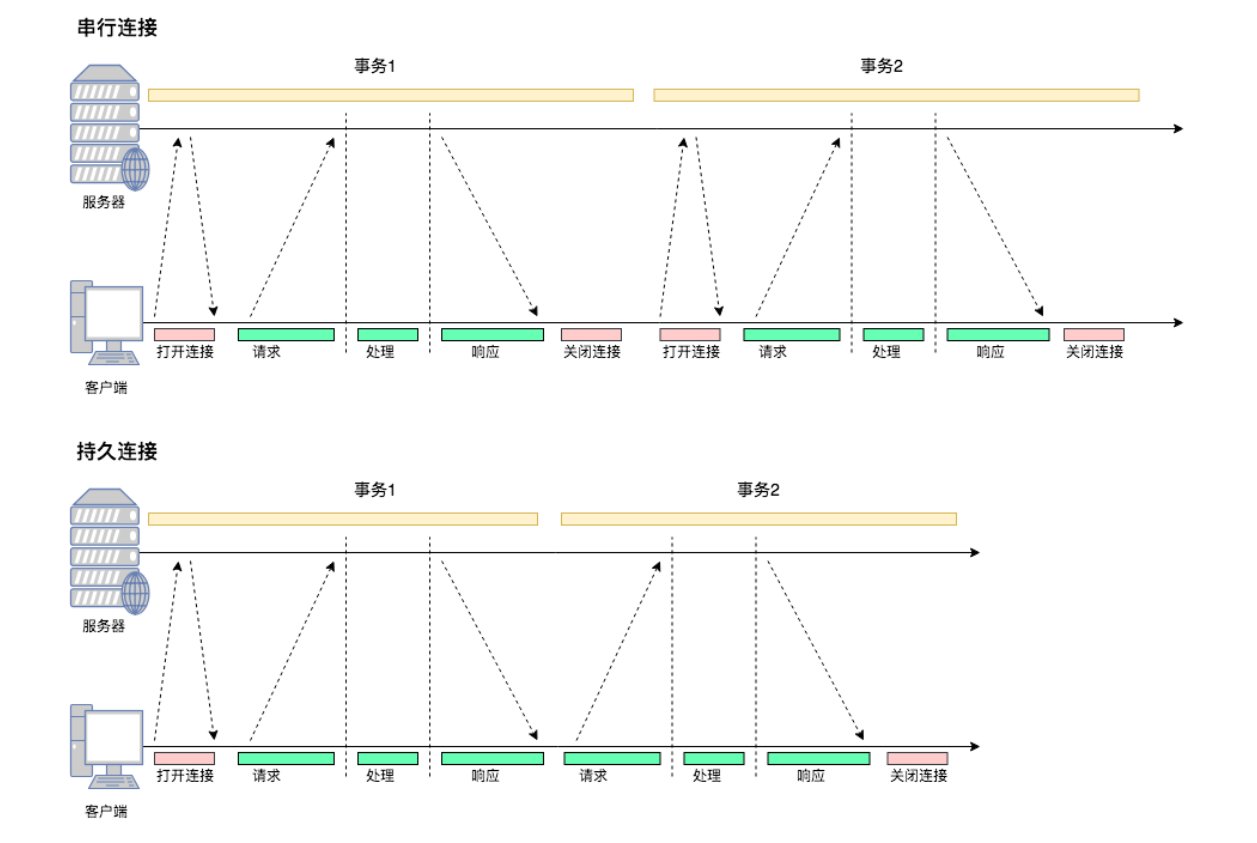 串行连接
事务1
事务2
服务器
打开连接
请求
处理
响应
关闭连接
打开连接
请求
处理
响应
关闭连接
客户端
持久连接
事务1
事务2
服务器
打开连接
请求
处理
响应
请求
处理
响应
关闭连接
客户端